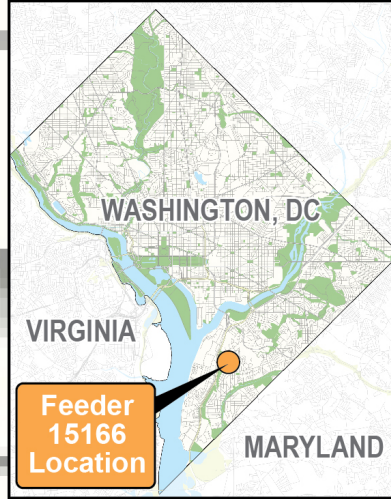 WASHINGTON, DC
VIRGINIA
Feeder
15166
Location
MARYLAND